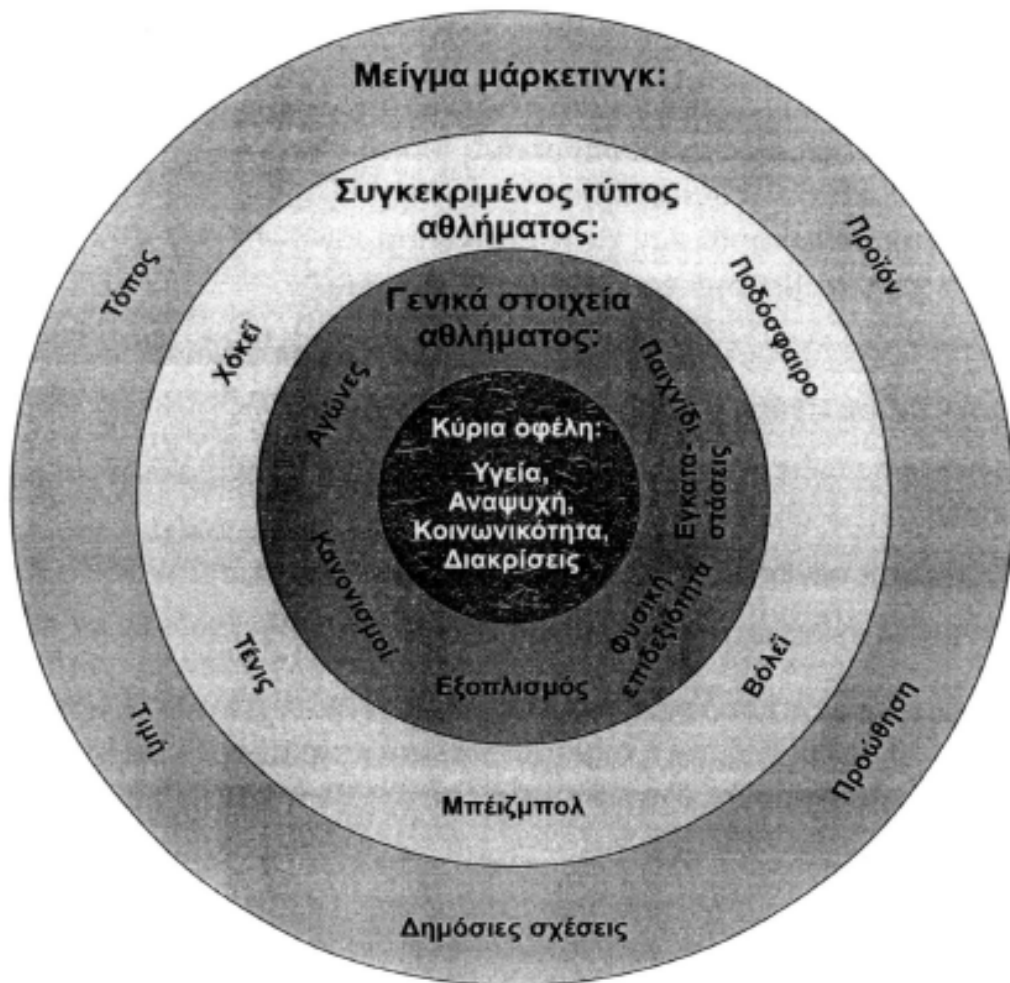 Μείγμα μάρκετινγκ:
Τόπος
Προϊόν
Τιμή
Προώθηση
Δημόσιες σχέσεις
Συγκεκριμένος τύπος
αθλήματος:
Χόκεϊ
Ποδόσφαιρο
Τένις
Βόλεϊ
Μπέιζμπολ
Γενικά στοιχεία
αθλήματος:
Αγώνες
Παιχνίδι
Εγκατα-
στάσεις
Κανονισμοί
Φυσική
επιδεξιότητα
Εξοπλισμός
Κύρια οφέλη:
Υγεία,
Αναψυχή,
Κοινωνικότητα,
Διακρίσεις